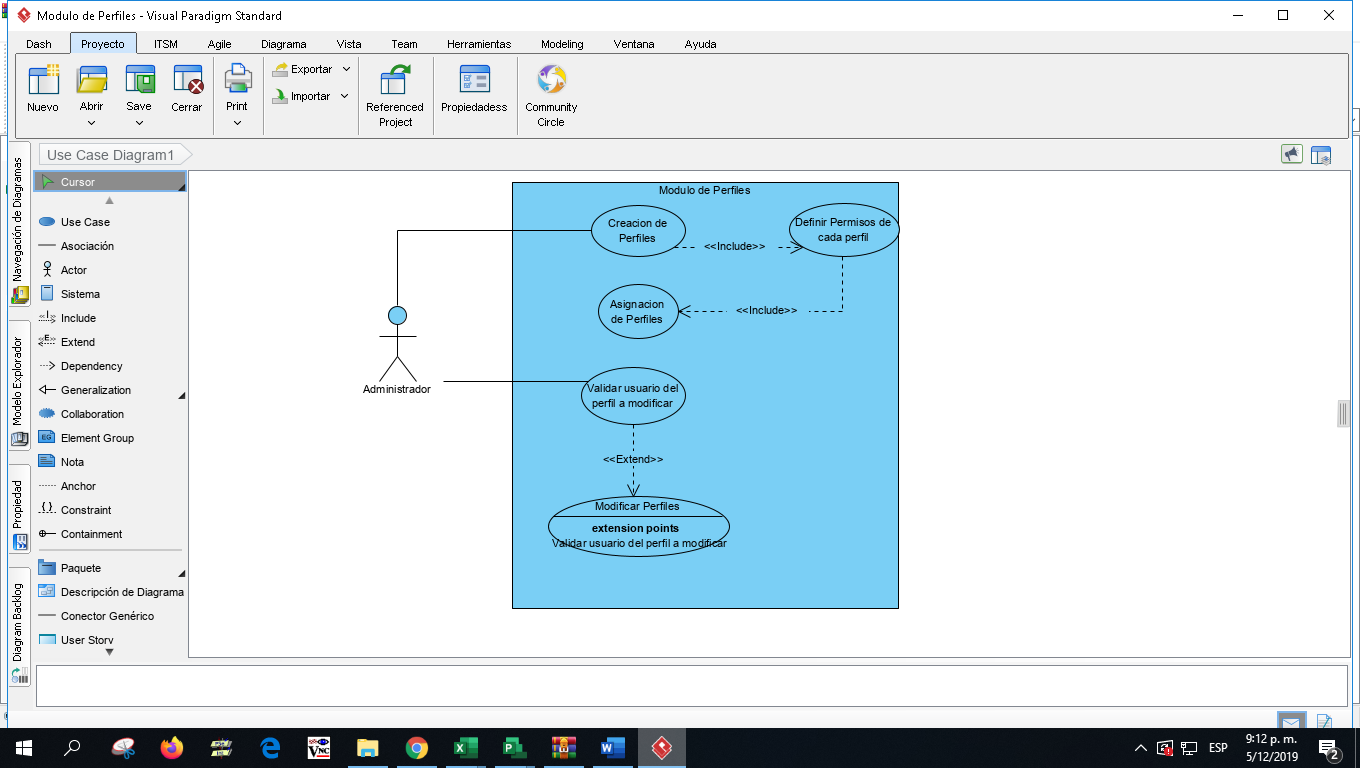 Modulo de Perfiles - Visual Paradigm Standard
Dash Proyecto ITSM Agile Diagrama Vista Team Herramientas Modeling Ventana Ayuda
Nuevo
Abrir
Save
Cerrar
Print
Exportar
Importar
Referenced
Project
Propiedadess
Community
Circle
Navegación de Diagramas
Modelo Explorador
Propiedad
Diagram Backlog
Use Case Diagram1
Cursor
Use Case
Asociación
Actor
Sistema
<<I>>
Include
<<E>>
Extend
Dependency
Generalization
Collaboration
EG
Element Group
Nota
Anchor
{ }
Constraint
Containment
Paquete
Descripción de Diagrama
Conector Genérico
User Story
Modulo de Perfiles
Creacion de
Perfiles
<<Include>>
Definir Permisos de
cada perfil
Asignacion
de Perfiles
<<Include>>
Administrador
Validar usuario del
perfil a modificar
<<Extend>>
Modificar Perfiles
extension points
Validar usuario del perfil a modificar
VNC
ESP
9:12 p. m.
5/12/2019
2